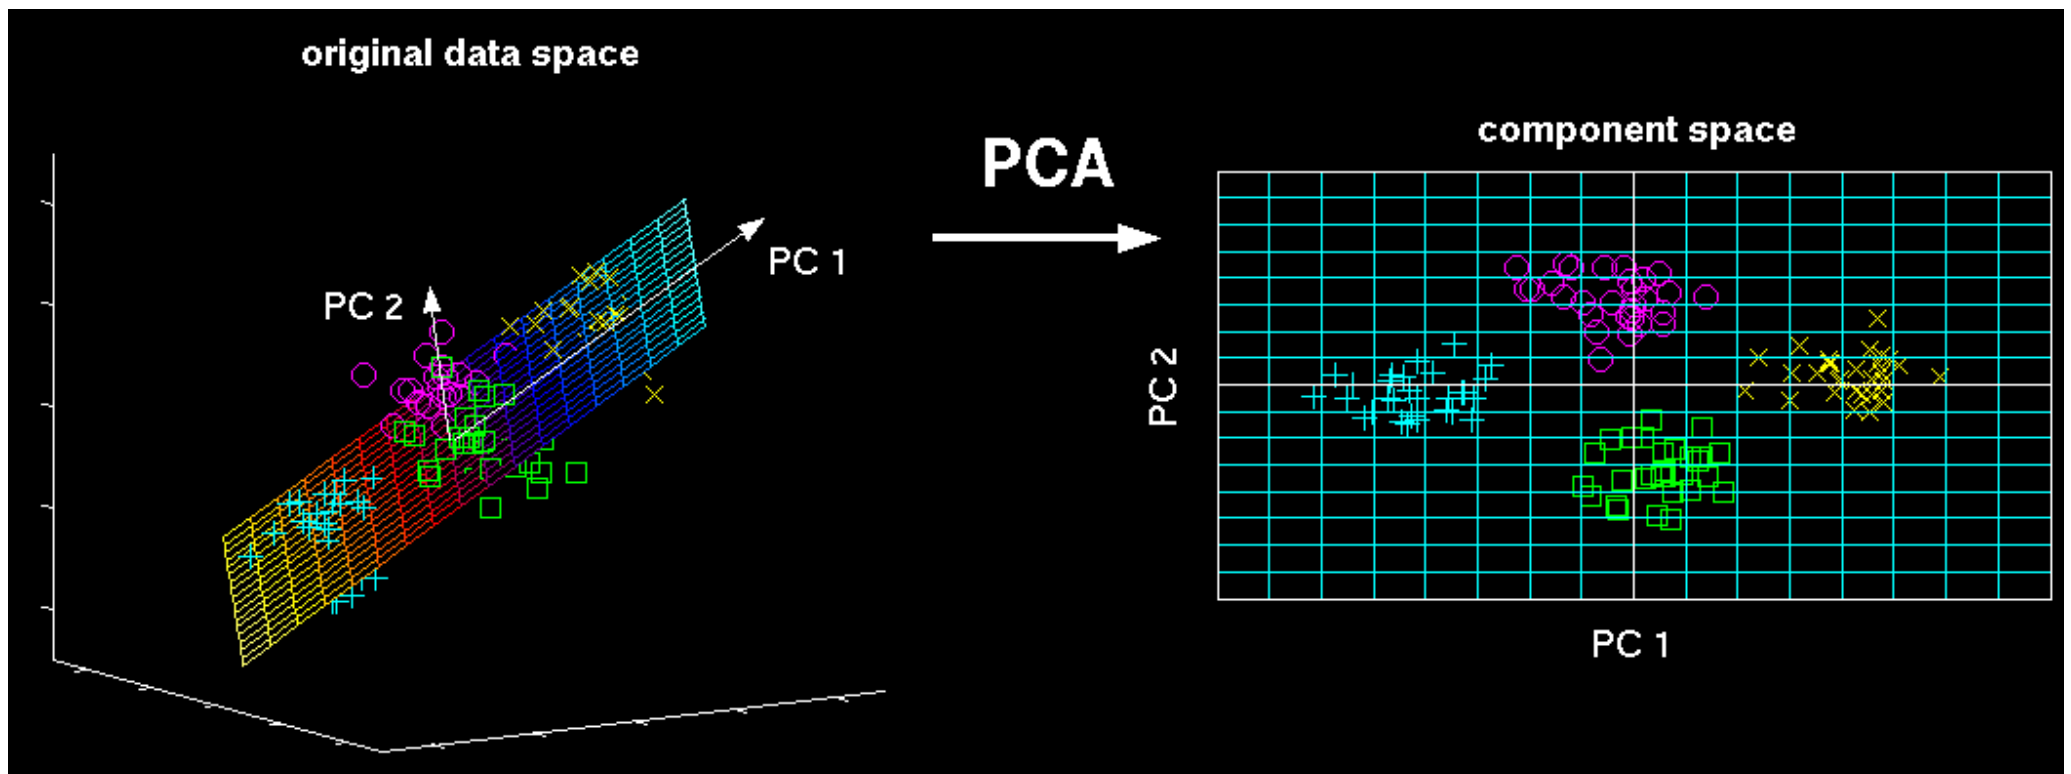 original data space
PC 1
PC 2
PCA
component space
PC 2
PC 1